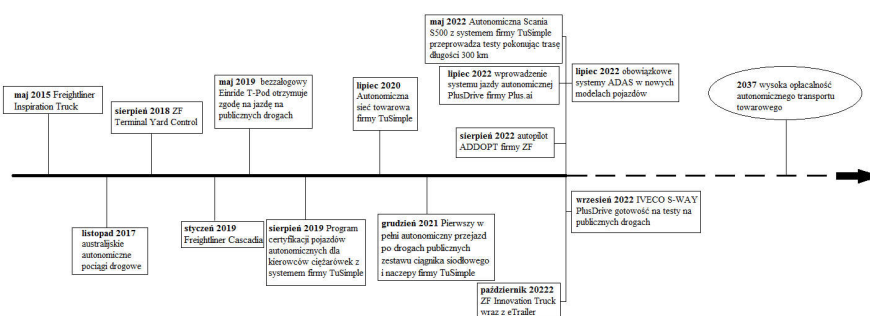 maj 2015 Freightliner
Inspiration Truck
sierpień 2018 ZF
Terminal Yard Control
maj 2019 bezzałogowy
Einride T-Pod otrzymuje
zgodę na jazdę na
publicznych drogach
lipiec 2020
Autonomiczna
sieć towarowa
firmy TuSimple
maj 2022 Autonomiczna Scania
S500 z systemem firmy TuSimple
przeprowadza testy pokonując trasę
długości 300 km
lipiec 2022 wprowadzenie
systemu jazdy autonomicznej
PlusDrive firmy Plus.ai
lipiec 2022 obowiązkowe
systemy ADAS w nowych
modelach pojazdów
sierpień 2022 autopilot
ADDOPT firmy ZF
2037 wysoka opłacalność
autonomicznego transportu
towarowego
listopad 2017
australijskie
autonomiczne
pociągi drogowe
styczeń 2019
Freightliner Cascadia
sierpień 2019 Program
certyfikacji pojazdów
autonomicznych dla
kierowców ciężarówek z
systemem firmy TuSimple
grudzień 2021 Pierwszy w
pełni autonomiczny przejazd
po drogach publicznych
zestawu ciągnika siodłowego
i naczepy firmy TuSimple
wrzesień 2022 IVECO S-WAY
PlusDrive gotowość na testy na
publicznych drogach
październik 20222
ZF Innovation Truck
wraz z eTrailer